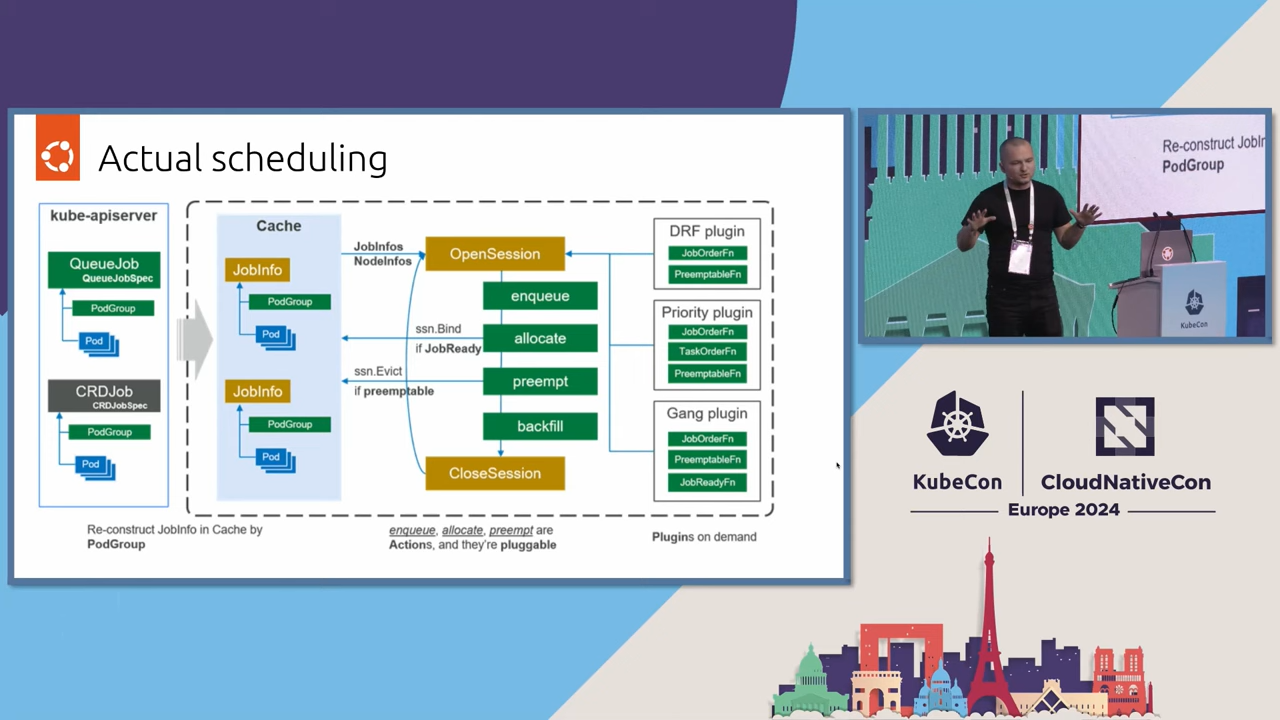 Actual scheduling
kube-apiserver
QueueJob
QueueJobSpec
PodGroup
Pod
CRDJob
CRDJobSpec
PodGroup
Pod
Cache
JobInfo
PodGroup
Pod
JobInfo
PodGroup
Pod
JobInfos
NodeInfos
ssn.Bind
if JobReady
ssn.Evict
if preemptable
OpenSession
enqueue
allocate
preempt
backfill
CloseSession
DRF plugin
JobOrderFn
PreemptableFn
Priority plugin
JobOrderFn
TaskOrderFn
PreemptableFn
Gang plugin
JobOrderFn
PreemptableFn
JobReadyFn
Re-construct JobInfo in Cache by
PodGroup
enqueue, allocate, preempt are
Actions, and they're pluggable
Plugins on demand
Re-construct JobIn
PodGroup
KubeCon
KubeCon
CloudNativeCon
Europe 2024